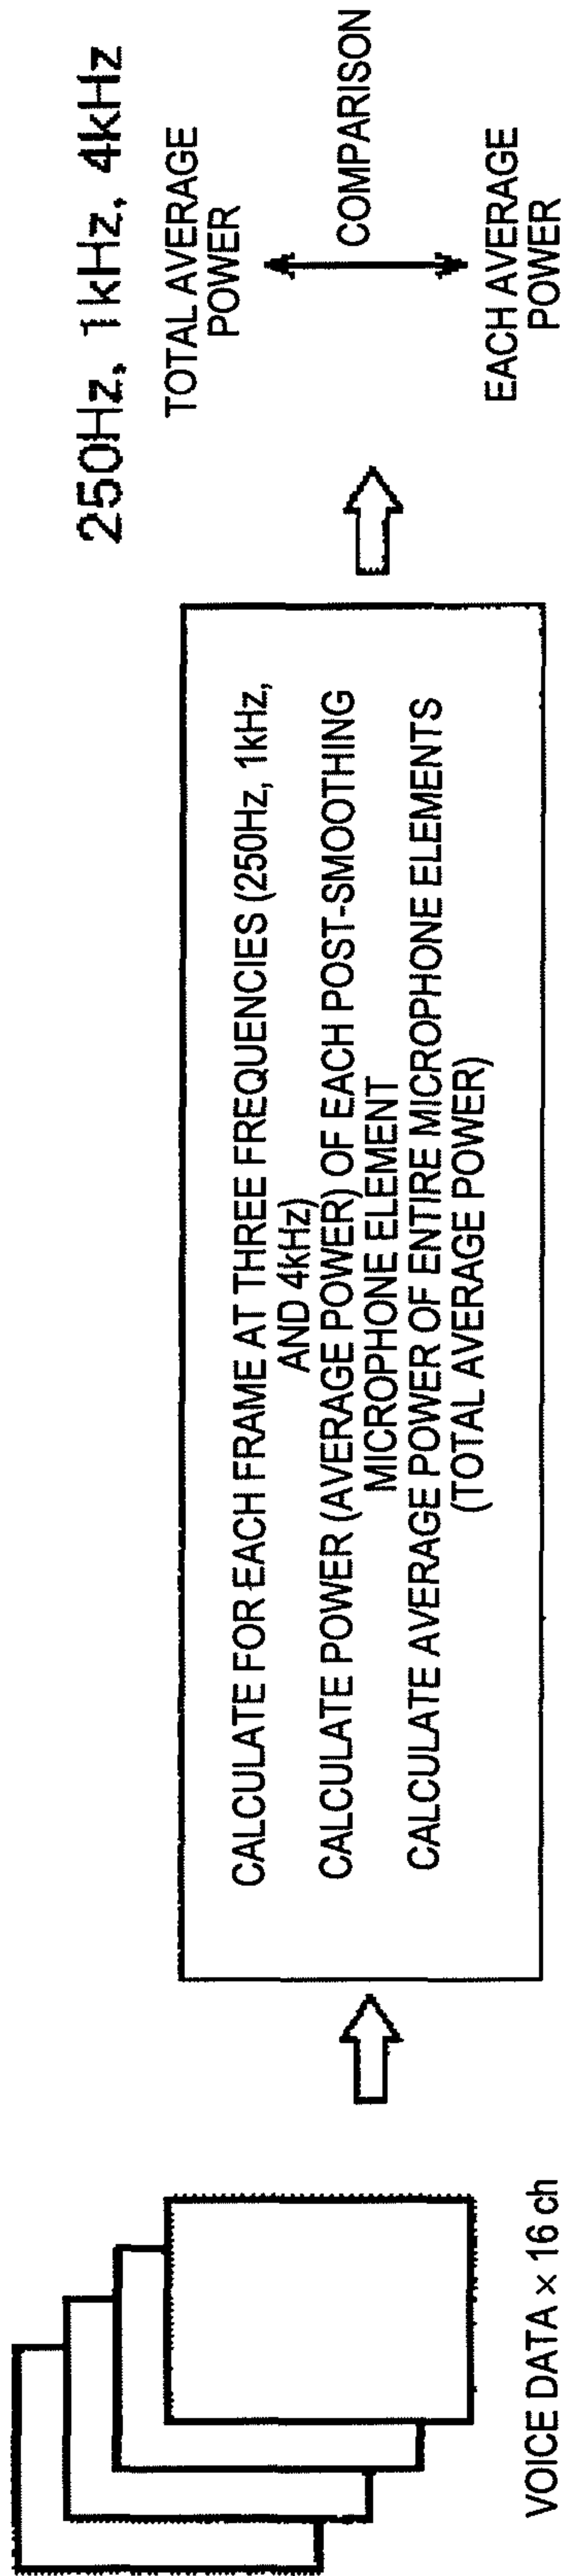 VOICE DATA × 16 ch
CALCULATE FOR EACH FRAME AT THREE FREQUENCIES (250Hz, 1kHz,
AND 4kHz)
CALCULATE POWER (AVERAGE POWER) OF EACH POST-SMOOTHING
MICROPHONE ELEMENT
CALCULATE AVERAGE POWER OF ENTIRE MICROPHONE ELEMENTS
(TOTAL AVERAGE POWER)
250Hz, 1kHz, 4kHz
TOTAL AVERAGE
POWER
COMPARISON
EACH AVERAGE
POWER